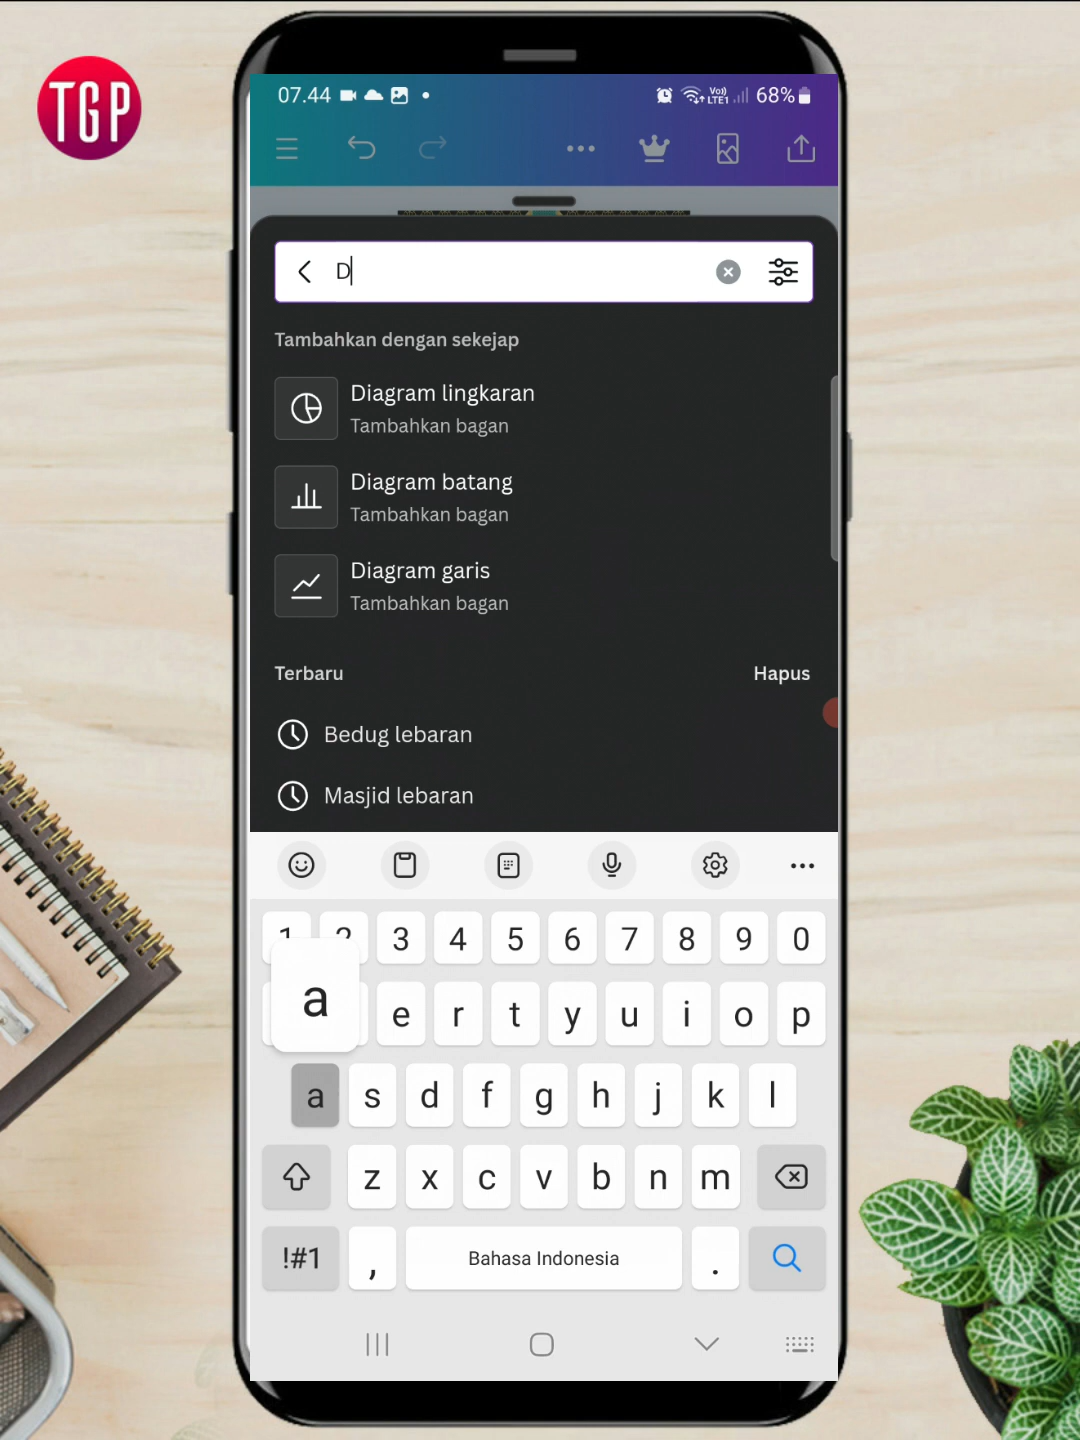 TGP
07.44
Vo))
LTE1
68%
D
Tambahkan dengan sekejap
Diagram lingkaran
Tambahkan bagan
Diagram batang
Tambahkan bagan
Diagram garis
Tambahkan bagan
Terbaru
Hapus
Bedug lebaran
Masjid lebaran
1 2 3 4 5 6 7 8 9 0
a
e r t y u i o p
a s d f g h j k l
z x c v b n m
!#1 , Bahasa Indonesia .